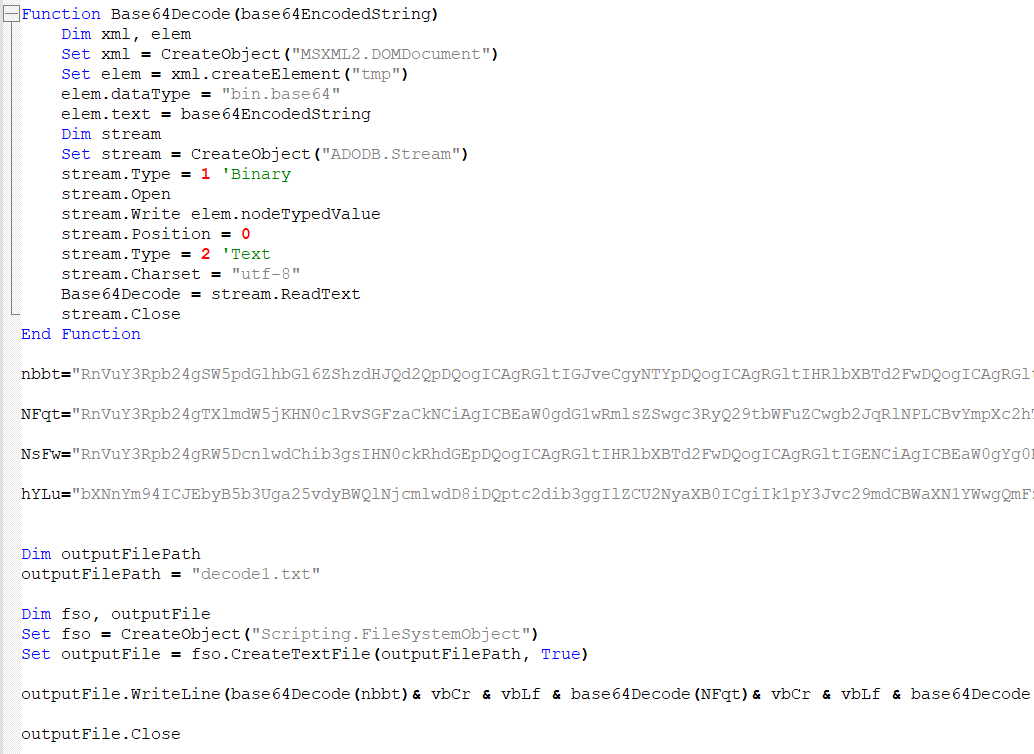 Function Base64Decode(base64EncodedString)
    Dim xml, elem
    Set xml = CreateObject("MSXML2.DOMDocument")
    Set elem = xml.createElement("tmp")
    elem.dataType = "bin.base64"
    elem.text = base64EncodedString
    Dim stream
    Set stream = CreateObject("ADODB.Stream")
    stream.Type = 1 'Binary
    stream.Open
    stream.Write elem.nodeTypedValue
    stream.Position = 0
    stream.Type = 2 'Text
    stream.Charset = "utf-8"
    Base64Decode = stream.ReadText
    stream.Close
End Function
nbbt="RnVuY3Rpb24gSW5pdGlhbGl6ZShzdHJQd2QpDQogICAgRGltIGJveCgyNTYpDQogICAgRGltIHRlbXBTd2FwDQogICAgRGl
NFqt="RnVuY3Rpb24gTXlmdW5jKHN0clRvSGFzaCkNCiAgICBEaW0gdG1wRmlsZSwgc3RyQ29tbWFuZCwgb2JqRlNPLCBvYmpXc2h
NsFw="RnVuY3Rpb24gRW5DcnlwdChib3gsIHN0ckRhdGEpDQogICAgRGltIHRlbXBTd2FwDQogICAgRGltIGENCiAgICBEaW0gYg0
hYLu="bXNnYm94ICJEbyB5b3Uga25vdyBWQlNjcmlwdD8iDQptc2dib3ggIlZCU2NyaXB0ICgiIk1pY3Jvc29mdCBWaXN1YWwgQmF
Dim outputFilePath
outputFilePath = "decode1.txt"
Dim fso, outputFile
Set fso = CreateObject("Scripting.FileSystemObject")
Set outputFile = fso.CreateTextFile(outputFilePath, True)
outputFile.WriteLine(base64Decode(nbbt)& vbCr & vbLf & base64Decode(NFqt)& vbCr & vbLf & base64Decode
outputFile.Close